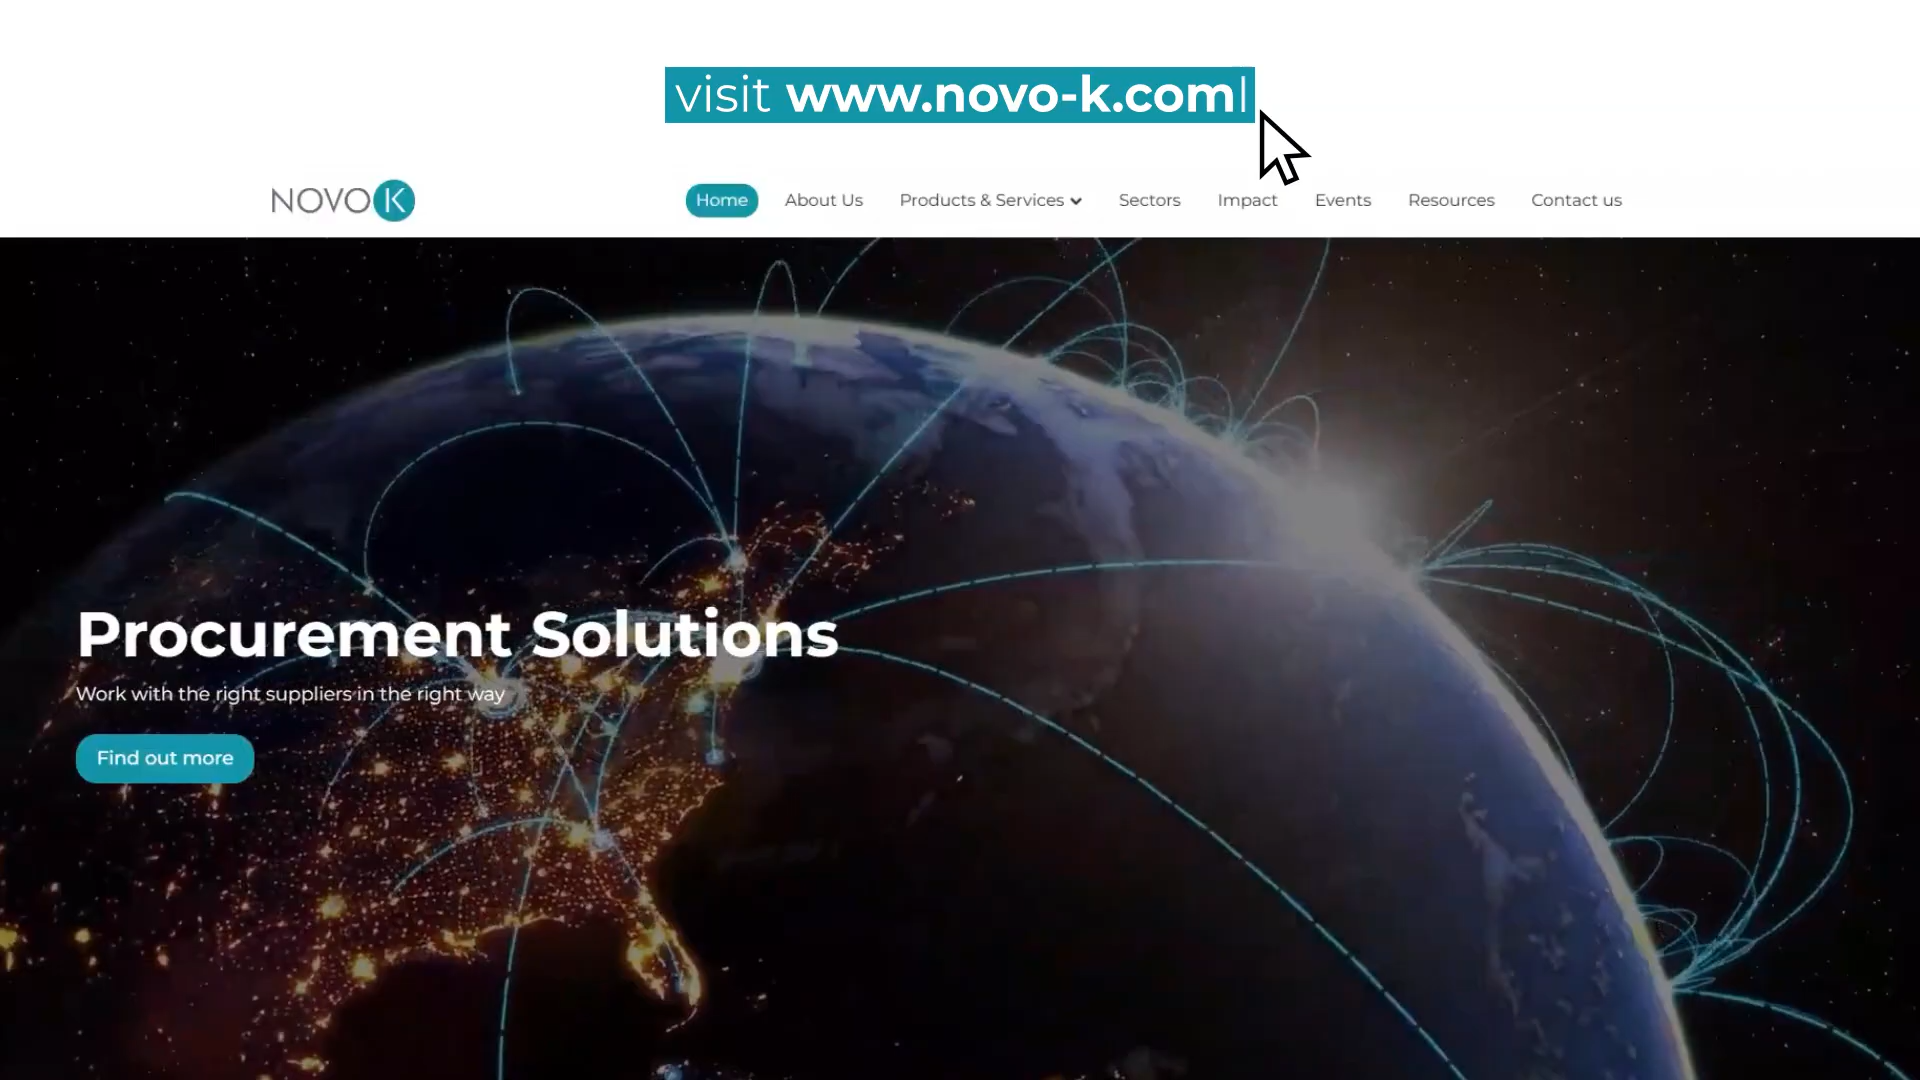 visit www.novo-k.com
NOVO K
Home About Us Products & Services Sectors Impact Events Resources Contact us
Procurement Solutions
Work with the right suppliers in the right way
Find out more